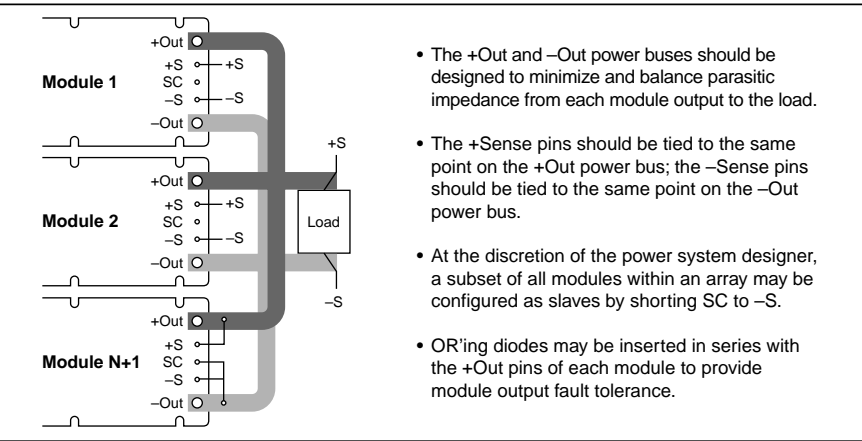 +Out
+S
+S
Module 1
SC
–S
–S
–Out
+S
+Out
+S
+S
Module 2
SC
Load
–S
–S
–Out
–S
+Out
+S
Module N+1
SC
–S
–Out
• The +Out and –Out power buses should be
designed to minimize and balance parasitic
impedance from each module output to the load.
• The +Sense pins should be tied to the same
point on the +Out power bus; the –Sense pins
should be tied to the same point on the –Out
power bus.
• At the discretion of the power system designer,
a subset of all modules within an array may be
configured as slaves by shorting SC to –S.
• OR'ing diodes may be inserted in series with
the +Out pins of each module to provide
module output fault tolerance.